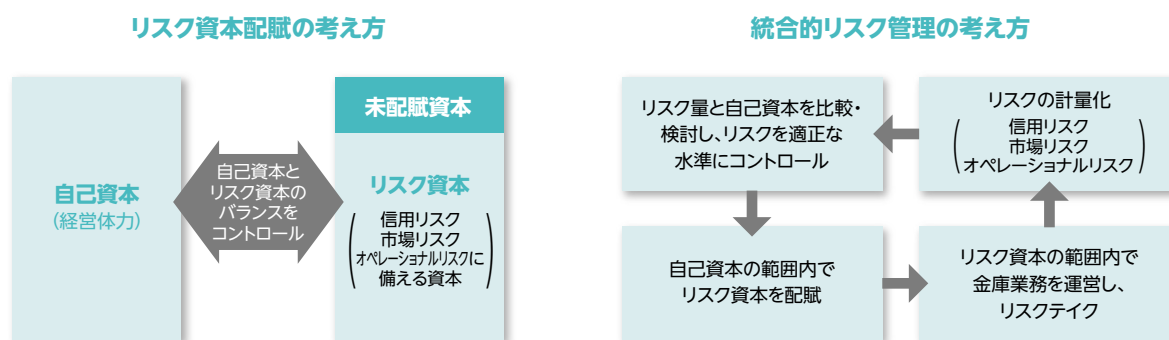 リスク資本配賦の考え方
自己資本
(経営体力)
自己資本と
リスク資本の
バランスを
コントロール
未配賦資本
リスク資本
信用リスク
市場リスク
オペレーショナルリスクに
備える資本
統合的リスク管理の考え方
リスク量と自己資本を比較・
検討し、リスクを適正な
水準にコントロール
リスクの計量化
信用リスク
市場リスク
オペレーショナルリスク
自己資本の範囲内で
リスク資本を配賦
リスク資本の範囲内で
金庫業務を運営し、
リスクテイク